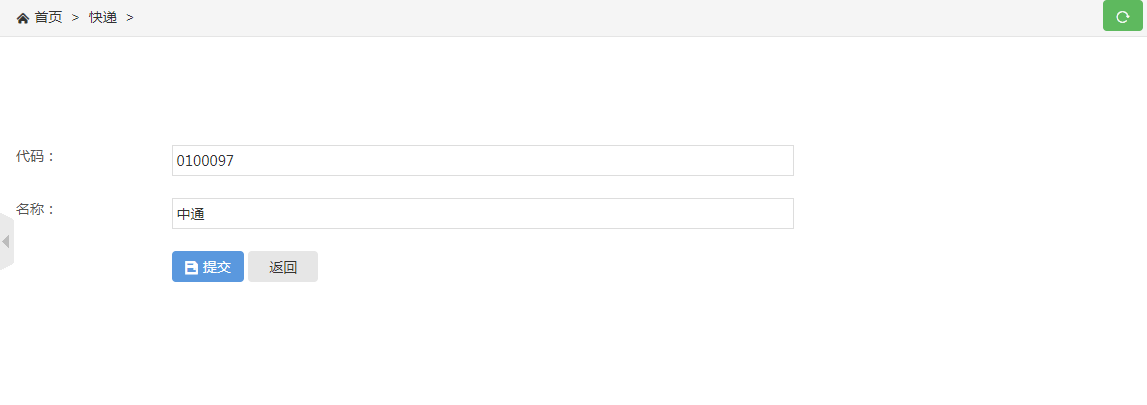 首页 > 快递 >
代码：
0100097
名称：
中通
提交 返回